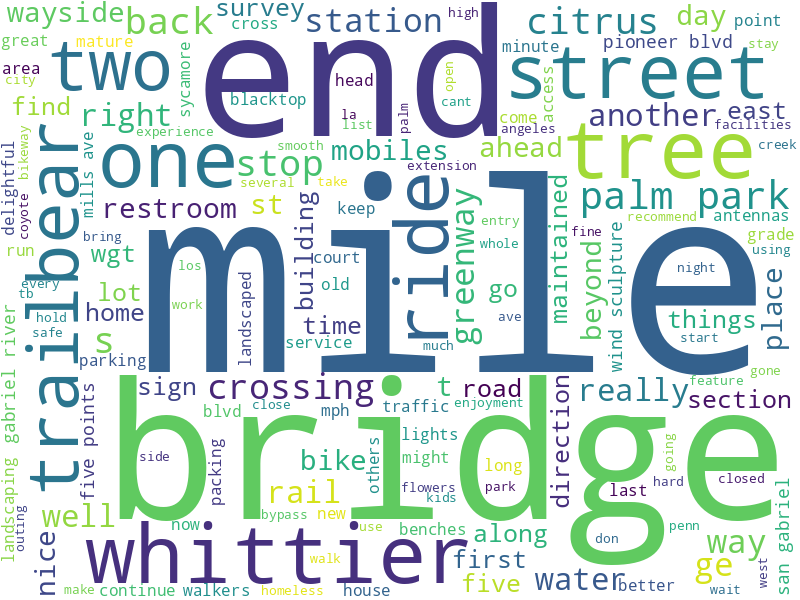 wayside
back
survey
station
high
citrus
day
point
great
mature
cross
end
minute
pioneer blvd
stay
area
city
two
sycamore
head
open
street
access
blacktop
la
list
palm
cant
another
east
find
right
experience
angeles
come
facilities
delightful
bikeway
trailbear
mills ave
one
smooth
stop
mobiles
extension
ahead
tree
creek
coyote
several
take
restroom
st
building
keep
ride
greenway
entry
whole
maintained
palm park
fine
recommend
antennas
run
bring
wgt
mile
los
court
old
go
beyond
wind sculpture
grade
using
every
tb
lot
home
work
landscaped
time
night
things
place
hold
safe
s
service
ave
start
parking
much
gabriel river
sign
crossing
t
road
direction
really
feature
gone
section
five points
blvd
close
mph
traffic
enjoyment
landscaping
bridge
packing
side
bike
others
lights
might
long
going
san gabriel
rail
flowers
kids
park
last
hard
closed
outing
well
how
bypass
new
use
benches
along
don
penn
way
nice
whittier
walk
first
west
make
continue
walkers
homeless
house
five
water
better
ge
wait